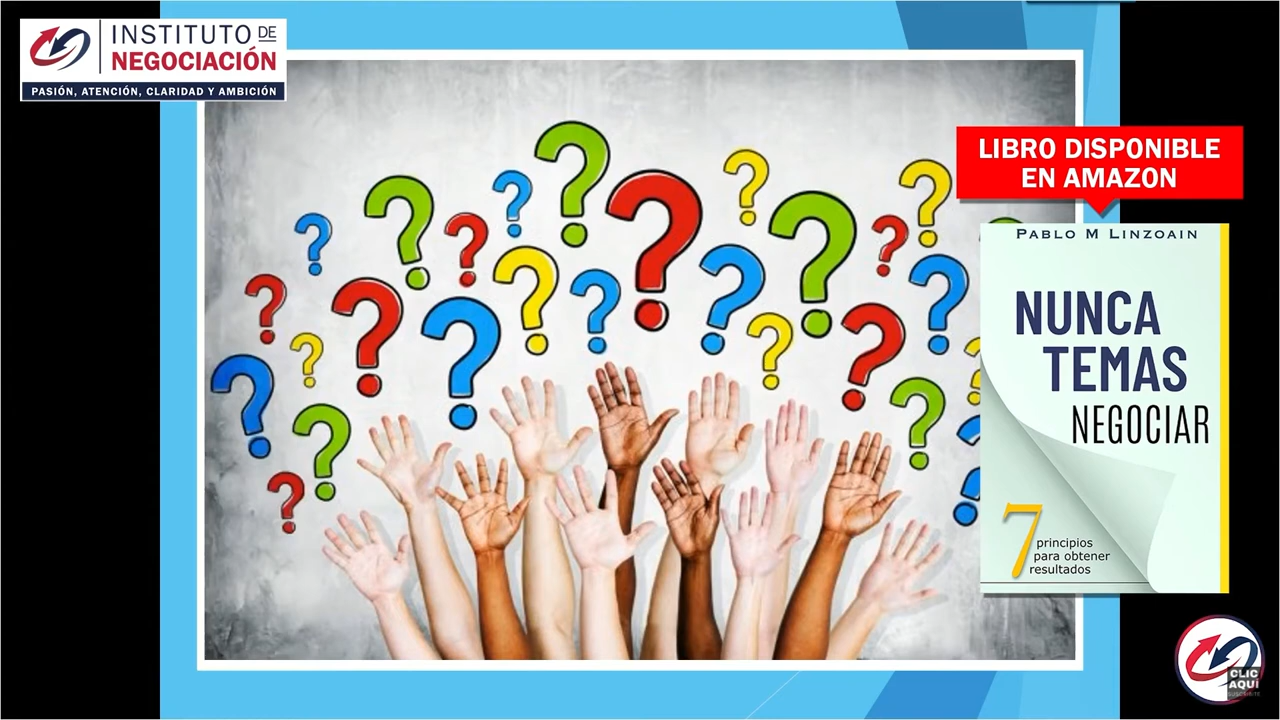 INSTITUTO DE
NEGOCIACIÓN
PASIÓN, ATENCIÓN, CLARIDAD Y AMBICIÓN
LIBRO DISPONIBLE
EN AMAZON
PABLO M LINZOAIN
NUNCA
TEMAS
NEGOCIAR
7 principios
para obtener
resultados
CLIC
AQUÍ